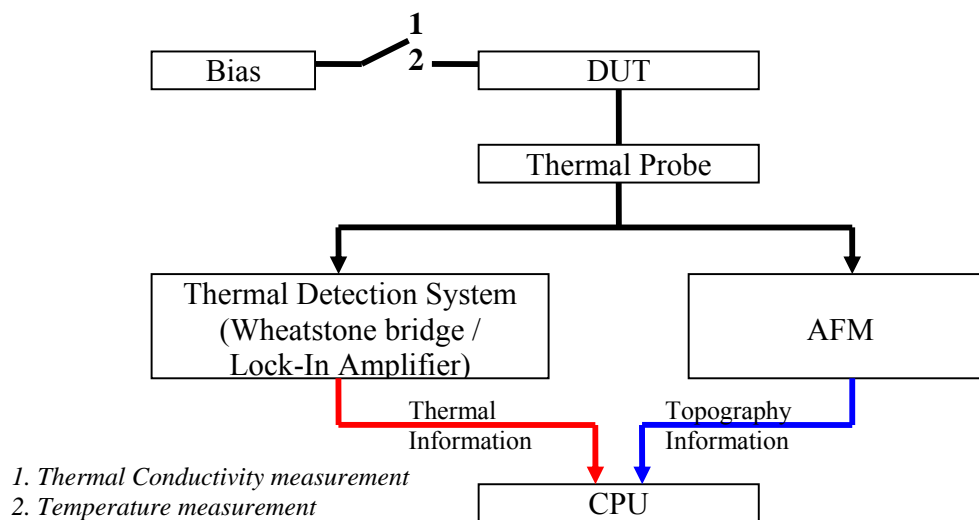 1
2
Bias
DUT
Thermal Probe
Thermal Detection System
(Wheatstone bridge /
Lock-In Amplifier)
AFM
Thermal
Information
Topography
Information
1. Thermal Conductivity measurement
2. Temperature measurement
CPU